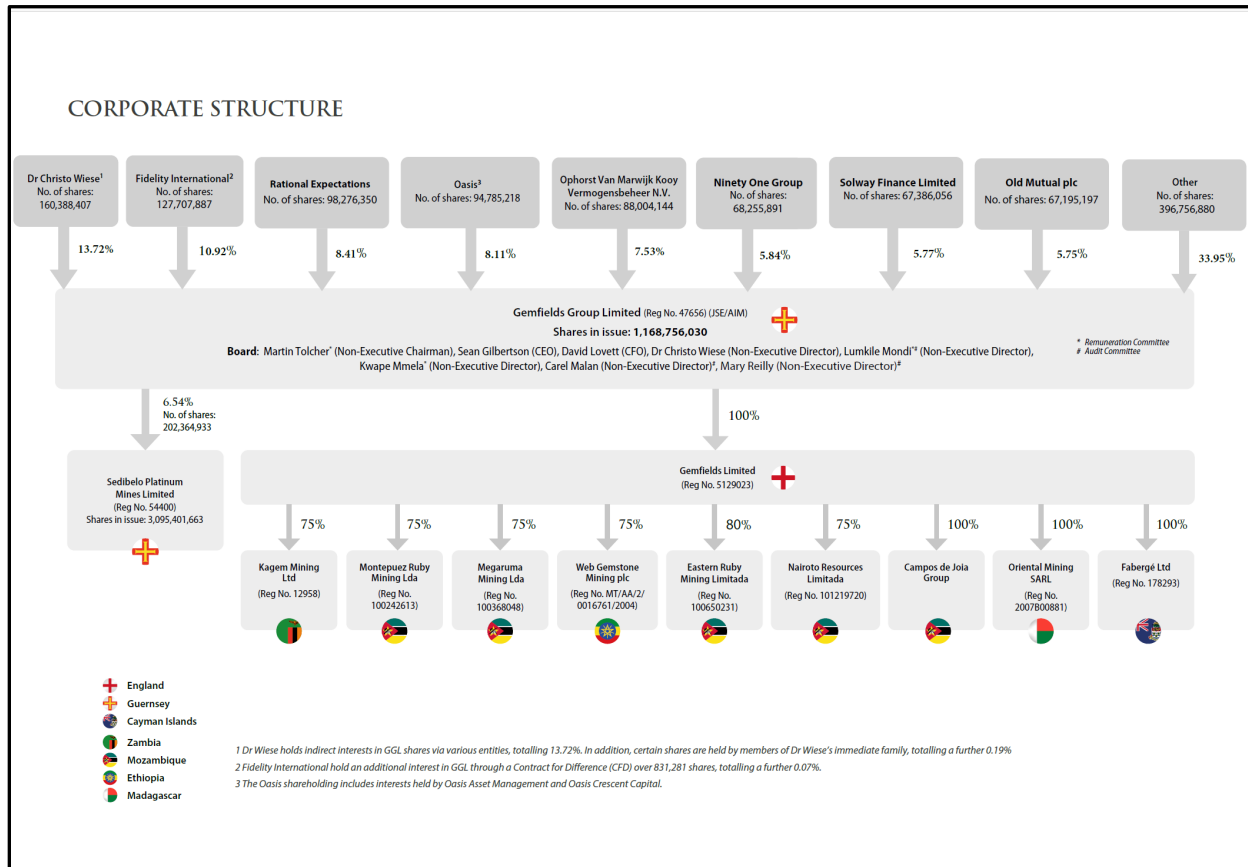 CORPORATE STRUCTURE
Dr Christo Wiese1
No. of shares:
160,388,407
Fidelity International2
No. of shares:
127,707,887
Rational Expectations
No. of shares: 98,276,350
Oasis3
No. of shares: 94,785,218
Ophorst Van Marwijk Kooy
Vermogensbeheer N.V.
No. of shares: 88,004,144
Ninety One Group
No. of shares:
68,255,891
Solway Finance Limited
No. of shares: 67,386,056
Old Mutual plc
No. of shares: 67,195,197
Other
No. of shares:
396,756,880
13.72%
10.92%
8.41%
8.11%
7.53%
5.84%
5.77%
5.75%
33.95%
Gemfields Group Limited (Reg No. 47656) (JSE/AIM)
Shares in issue: 1,168,756,030
Board: Martin Tolcher* (Non-Executive Chairman), Sean Gilbertson (CEO), David Lovett (CFO), Dr Christo Wiese (Non-Executive Director), Lumkile Mondi*# (Non-Executive Director),
Kwape Mmela* (Non-Executive Director), Carel Malan (Non-Executive Director)#, Mary Reilly (Non-Executive Director)#
* Remuneration Committee
# Audit Committee
6.54%
No. of shares:
202,364,933
100%
Sedibelo Platinum
Mines Limited
(Reg No. 54400)
Shares in issue: 3,095,401,663
Gemfields Limited
(Reg No. 5129023)
75%
75%
75%
75%
80%
75%
100%
100%
100%
Kagem Mining
Ltd
(Reg No. 12958)
Montepuez Ruby
Mining Lda
(Reg No.
100242613)
Megaruma
Mining Lda
(Reg No.
100368048)
Web Gemstone
Mining plc
(Reg No. MT/AA/2/
0016761/2004)
Eastern Ruby
Mining Limitada
(Reg No.
100650231)
Nairoto Resources
Limitada
(Reg No. 101219720)
Campos de Joia
Group
Oriental Mining
SARL
(Reg No.
2007B00881)
Fabergé Ltd
(Reg No. 178293)
England
Guernsey
Cayman Islands
Zambia
Mozambique
Ethiopia
Madagascar
1 Dr Wiese holds indirect interests in GGL shares via various entities, totalling 13.72%. In addition, certain shares are held by members of Dr Wiese's immediate family, totalling a further 0.19%
2 Fidelity International hold an additional interest in GGL through a Contract for Difference (CFD) over 831,281 shares, totalling a further 0.07%.
3 The Oasis shareholding includes interests held by Oasis Asset Management and Oasis Crescent Capital.